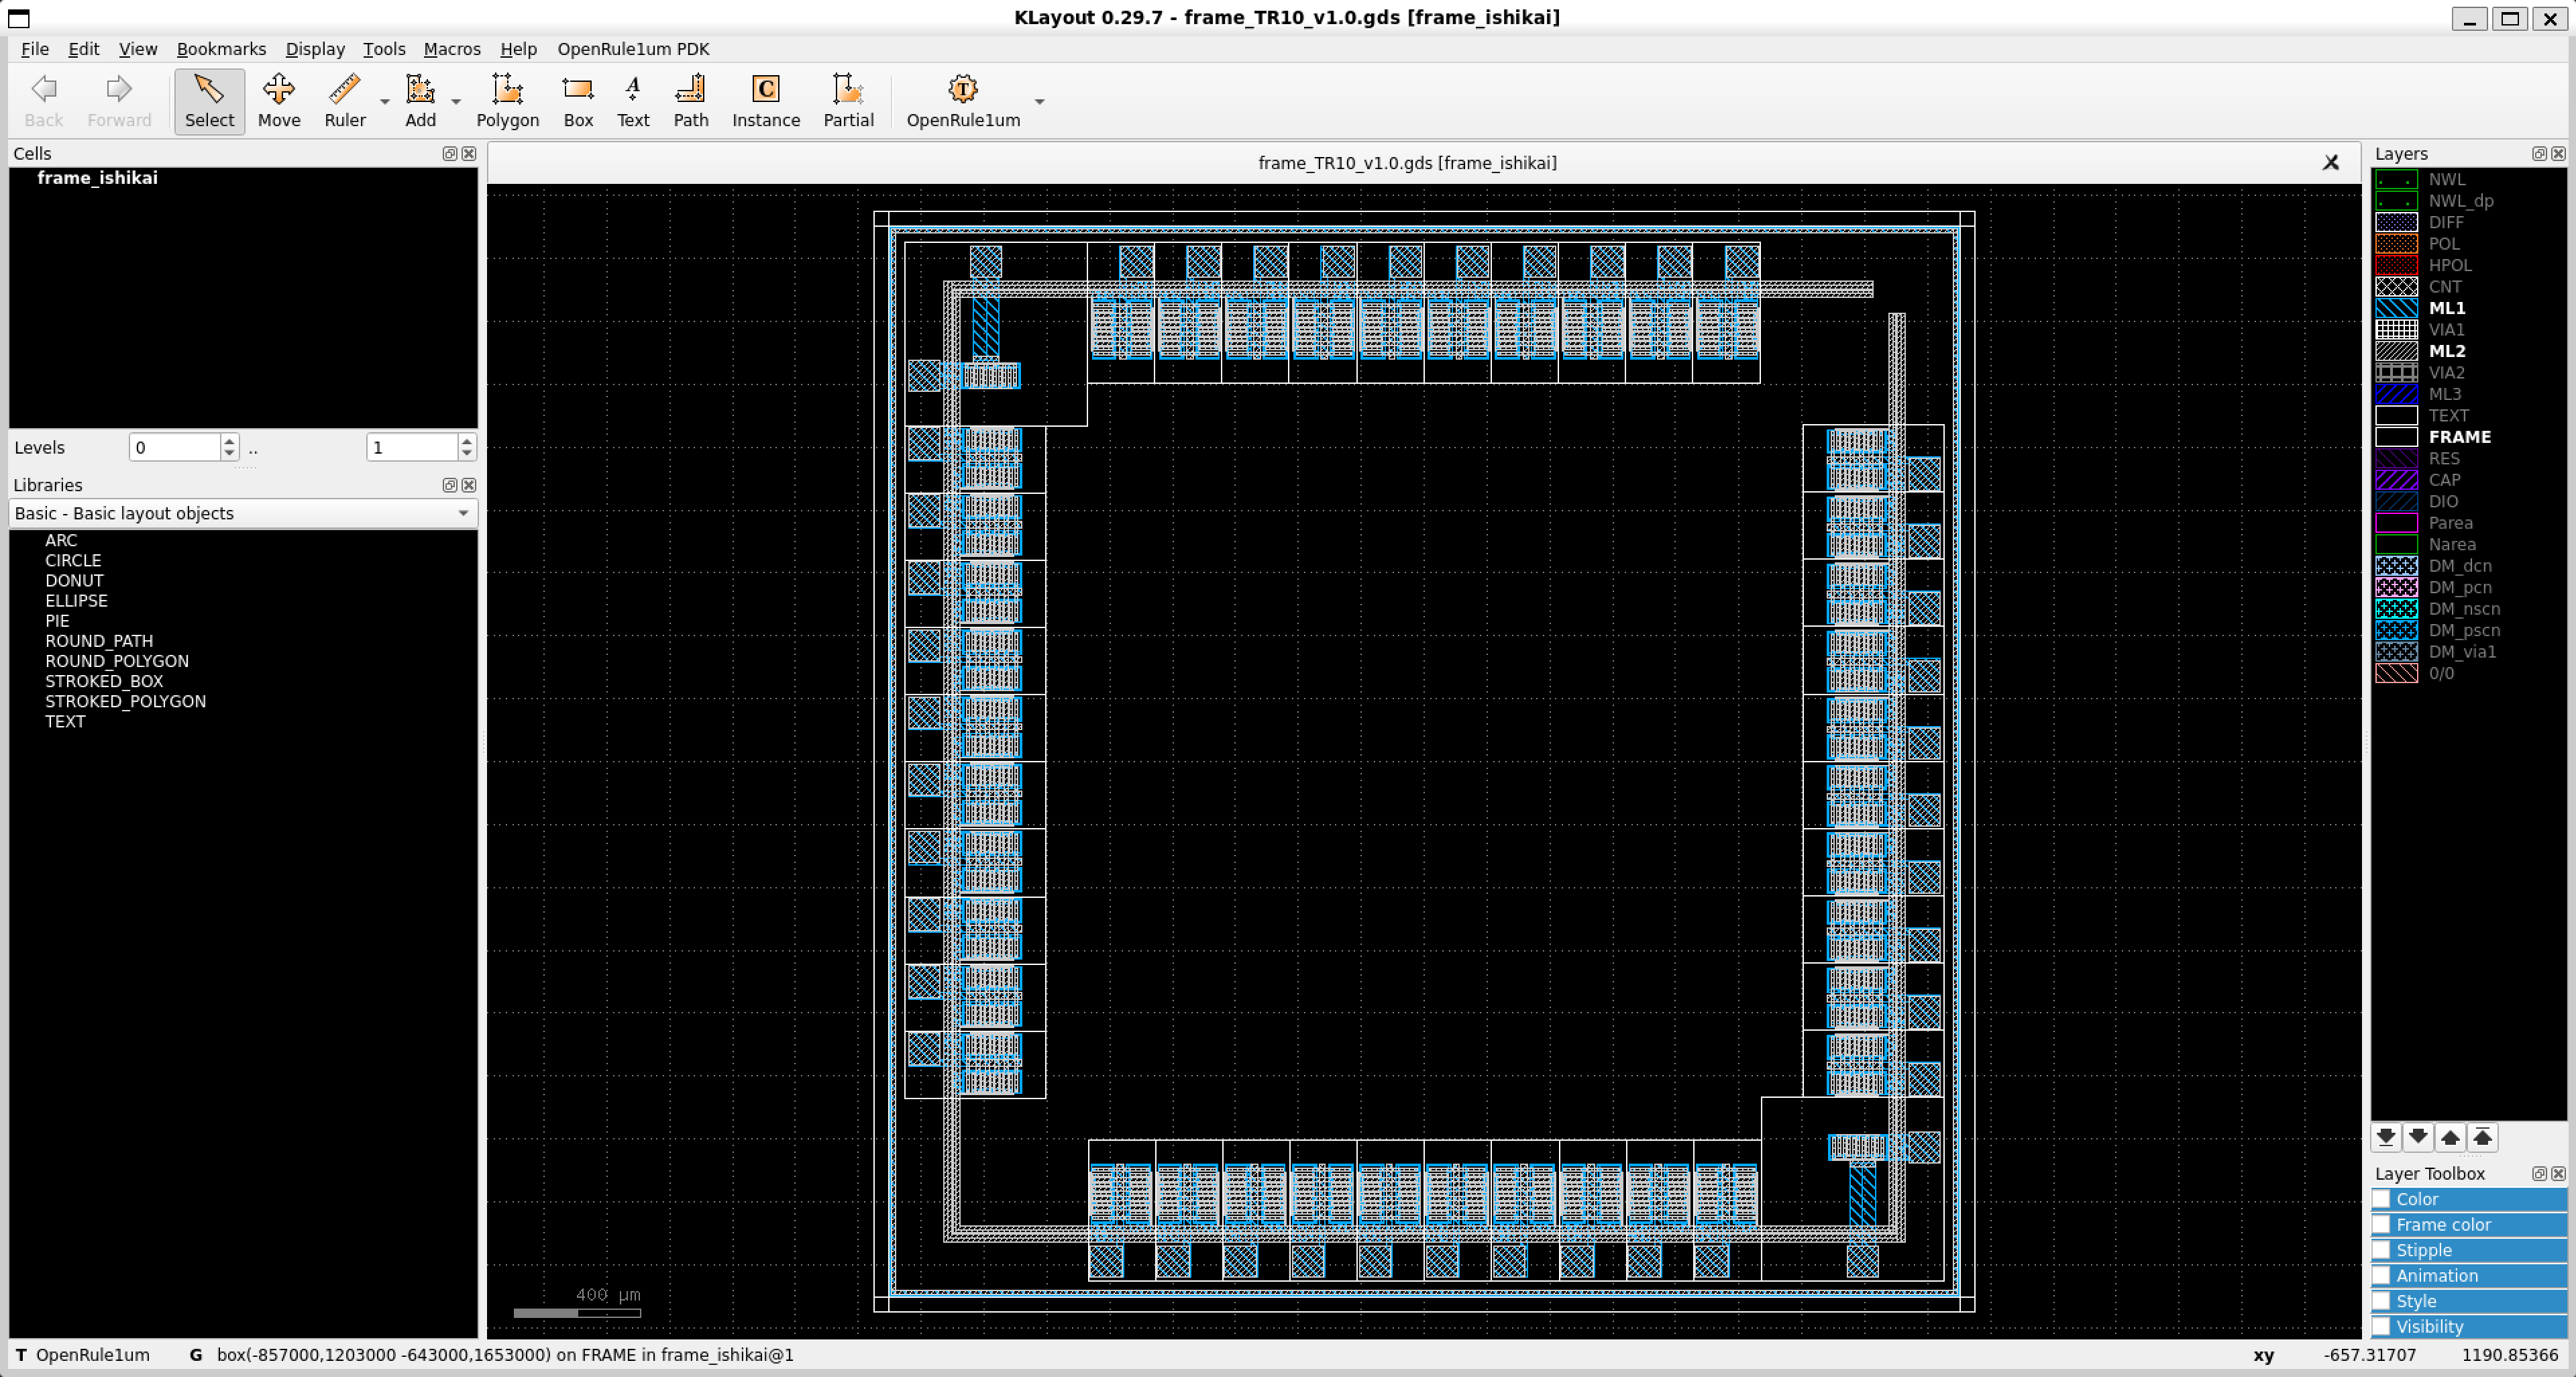 KLayout 0.29.7 - frame_TR10_v1.0.gds [frame_ishikai]
File Edit View Bookmarks Display Tools Macros Help OpenRule1um PDK
Back Forward Select Move Ruler Add Polygon Box Text Path Instance Partial OpenRule1um
Cells
frame_ishikai
Levels 0 .. 1
Libraries
Basic - Basic layout objects
ARC
CIRCLE
DONUT
ELLIPSE
PIE
ROUND_PATH
ROUND_POLYGON
STROKED_BOX
STROKED_POLYGON
TEXT
frame_TR10_v1.0.gds [frame_ishikai]
400 µm
Layers
NWL
NWL_dp
DIFF
POL
HPOL
CNT
ML1
VIA1
ML2
VIA2
ML3
TEXT
FRAME
RES
CAP
DIO
Parea
Narea
DM_dcn
DM_pcn
DM_nscn
DM_pscn
DM_via1
0/0
Layer Toolbox
Color
Frame color
Stipple
Animation
Style
Visibility
T OpenRule1um G box(-857000,1203000 -643000,1653000) on FRAME in frame_ishikai@1 xy -657.31707 1190.85366